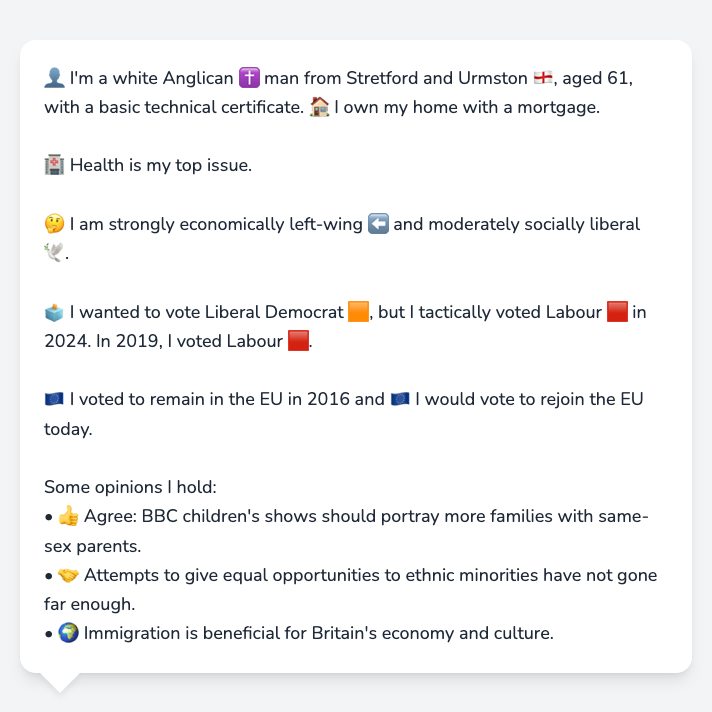 👤 I'm a white Anglican ✝️ man from Stretford and Urmston 🏴󠁧󠁢󠁥󠁮󠁧󠁿, aged 61,
with a basic technical certificate. 🏠 I own my home with a mortgage.
🏥 Health is my top issue.
🤔 I am strongly economically left-wing ⬅️ and moderately socially liberal
🕊️.
🗳️ I wanted to vote Liberal Democrat 🟧, but I tactically voted Labour 🟥 in
2024. In 2019, I voted Labour 🟥.
🇪🇺 I voted to remain in the EU in 2016 and 🇪🇺 I would vote to rejoin the EU
today.
Some opinions I hold:
• 👍 Agree: BBC children's shows should portray more families with same-
sex parents.
• 🤝 Attempts to give equal opportunities to ethnic minorities have not gone
far enough.
• 🌍 Immigration is beneficial for Britain's economy and culture.